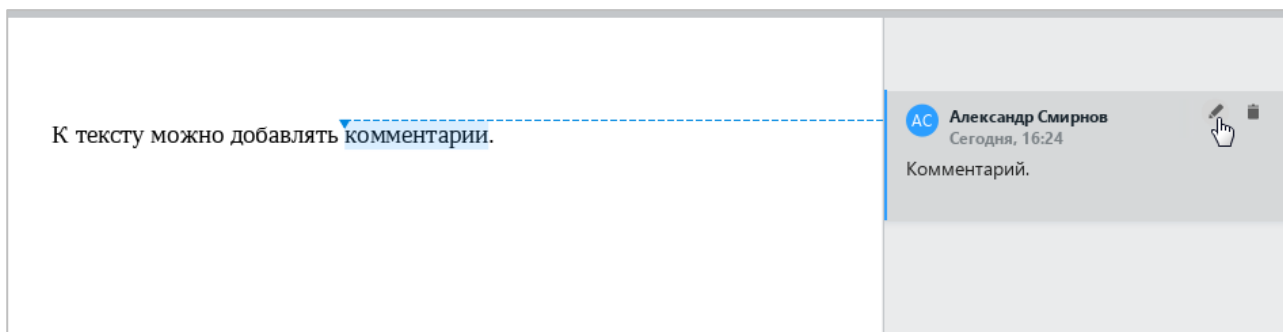 К тексту можно добавлять комментарии.
АС Александр Смирнов
Сегодня, 16:24
Комментарий.